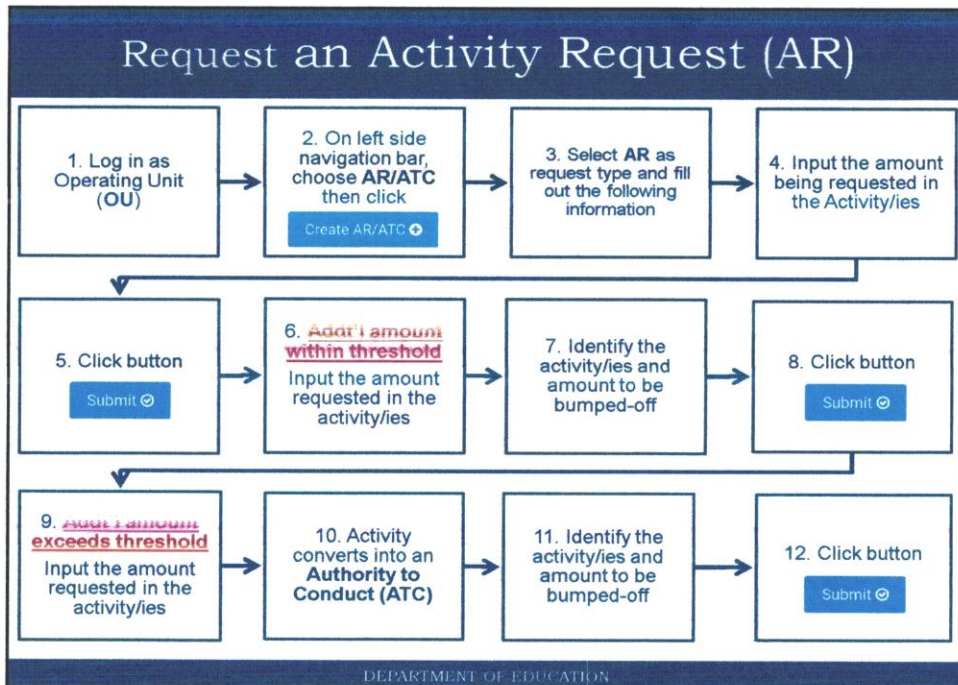 Request an Activity Request (AR)
1. Log in as
Operating Unit
(OU)
2. On left side
navigation bar,
choose AR/ATC
then click
Create AR/ATC
3. Select AR as
request type and fill
out the following
information
4. Input the amount
being requested in
the Activity/ies
5. Click button
Submit
6. Addt'l amount
within threshold
Input the amount
requested in the
activity/ies
7. Identify the
activity/ies and
amount to be
bumped-off
8. Click button
Submit
9. Addt'l amount
exceeds threshold
Input the amount
requested in the
activity/ies
10. Activity
converts into an
Authority to
Conduct (ATC)
11. Identify the
activity/ies and
amount to be
bumped-off
12. Click button
Submit
DEPARTMENT OF EDUCATION